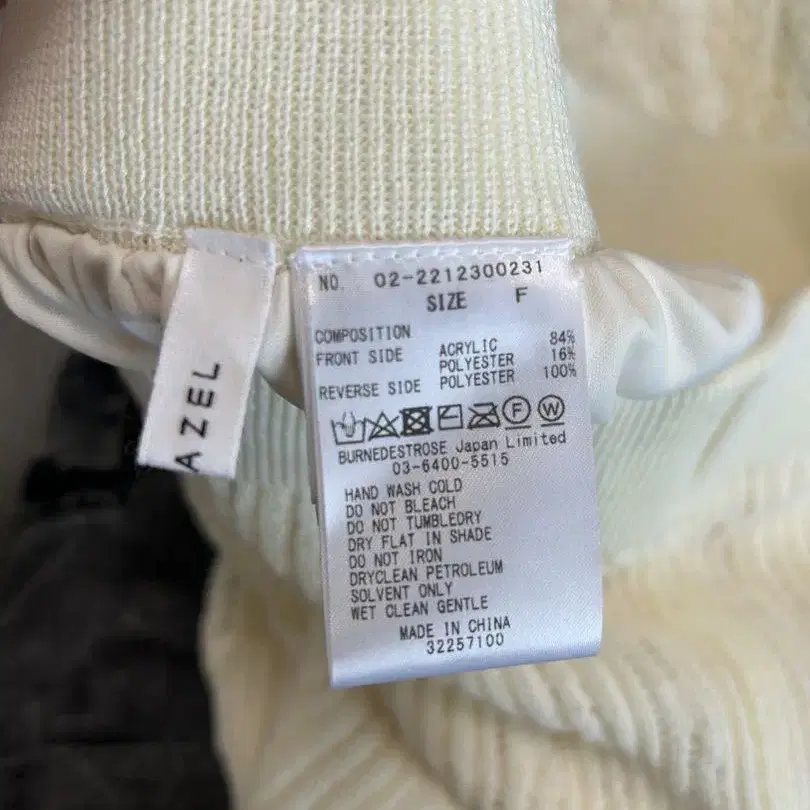 AZEL
NO. 02-2212300231
SIZE F
COMPOSITION
FRONT SIDE ACRYLIC 84%
POLYESTER 16%
REVERSE SIDE POLYESTER 100%
F W
BURNEDESTROSE Japan Limited
03-6400-5515
HAND WASH COLD
DO NOT BLEACH
DO NOT TUMBLEDRY
DRY FLAT IN SHADE
DO NOT IRON
DRYCLEAN PETROLEUM
SOLVENT ONLY
WET CLEAN GENTLE
MADE IN CHINA
32257100